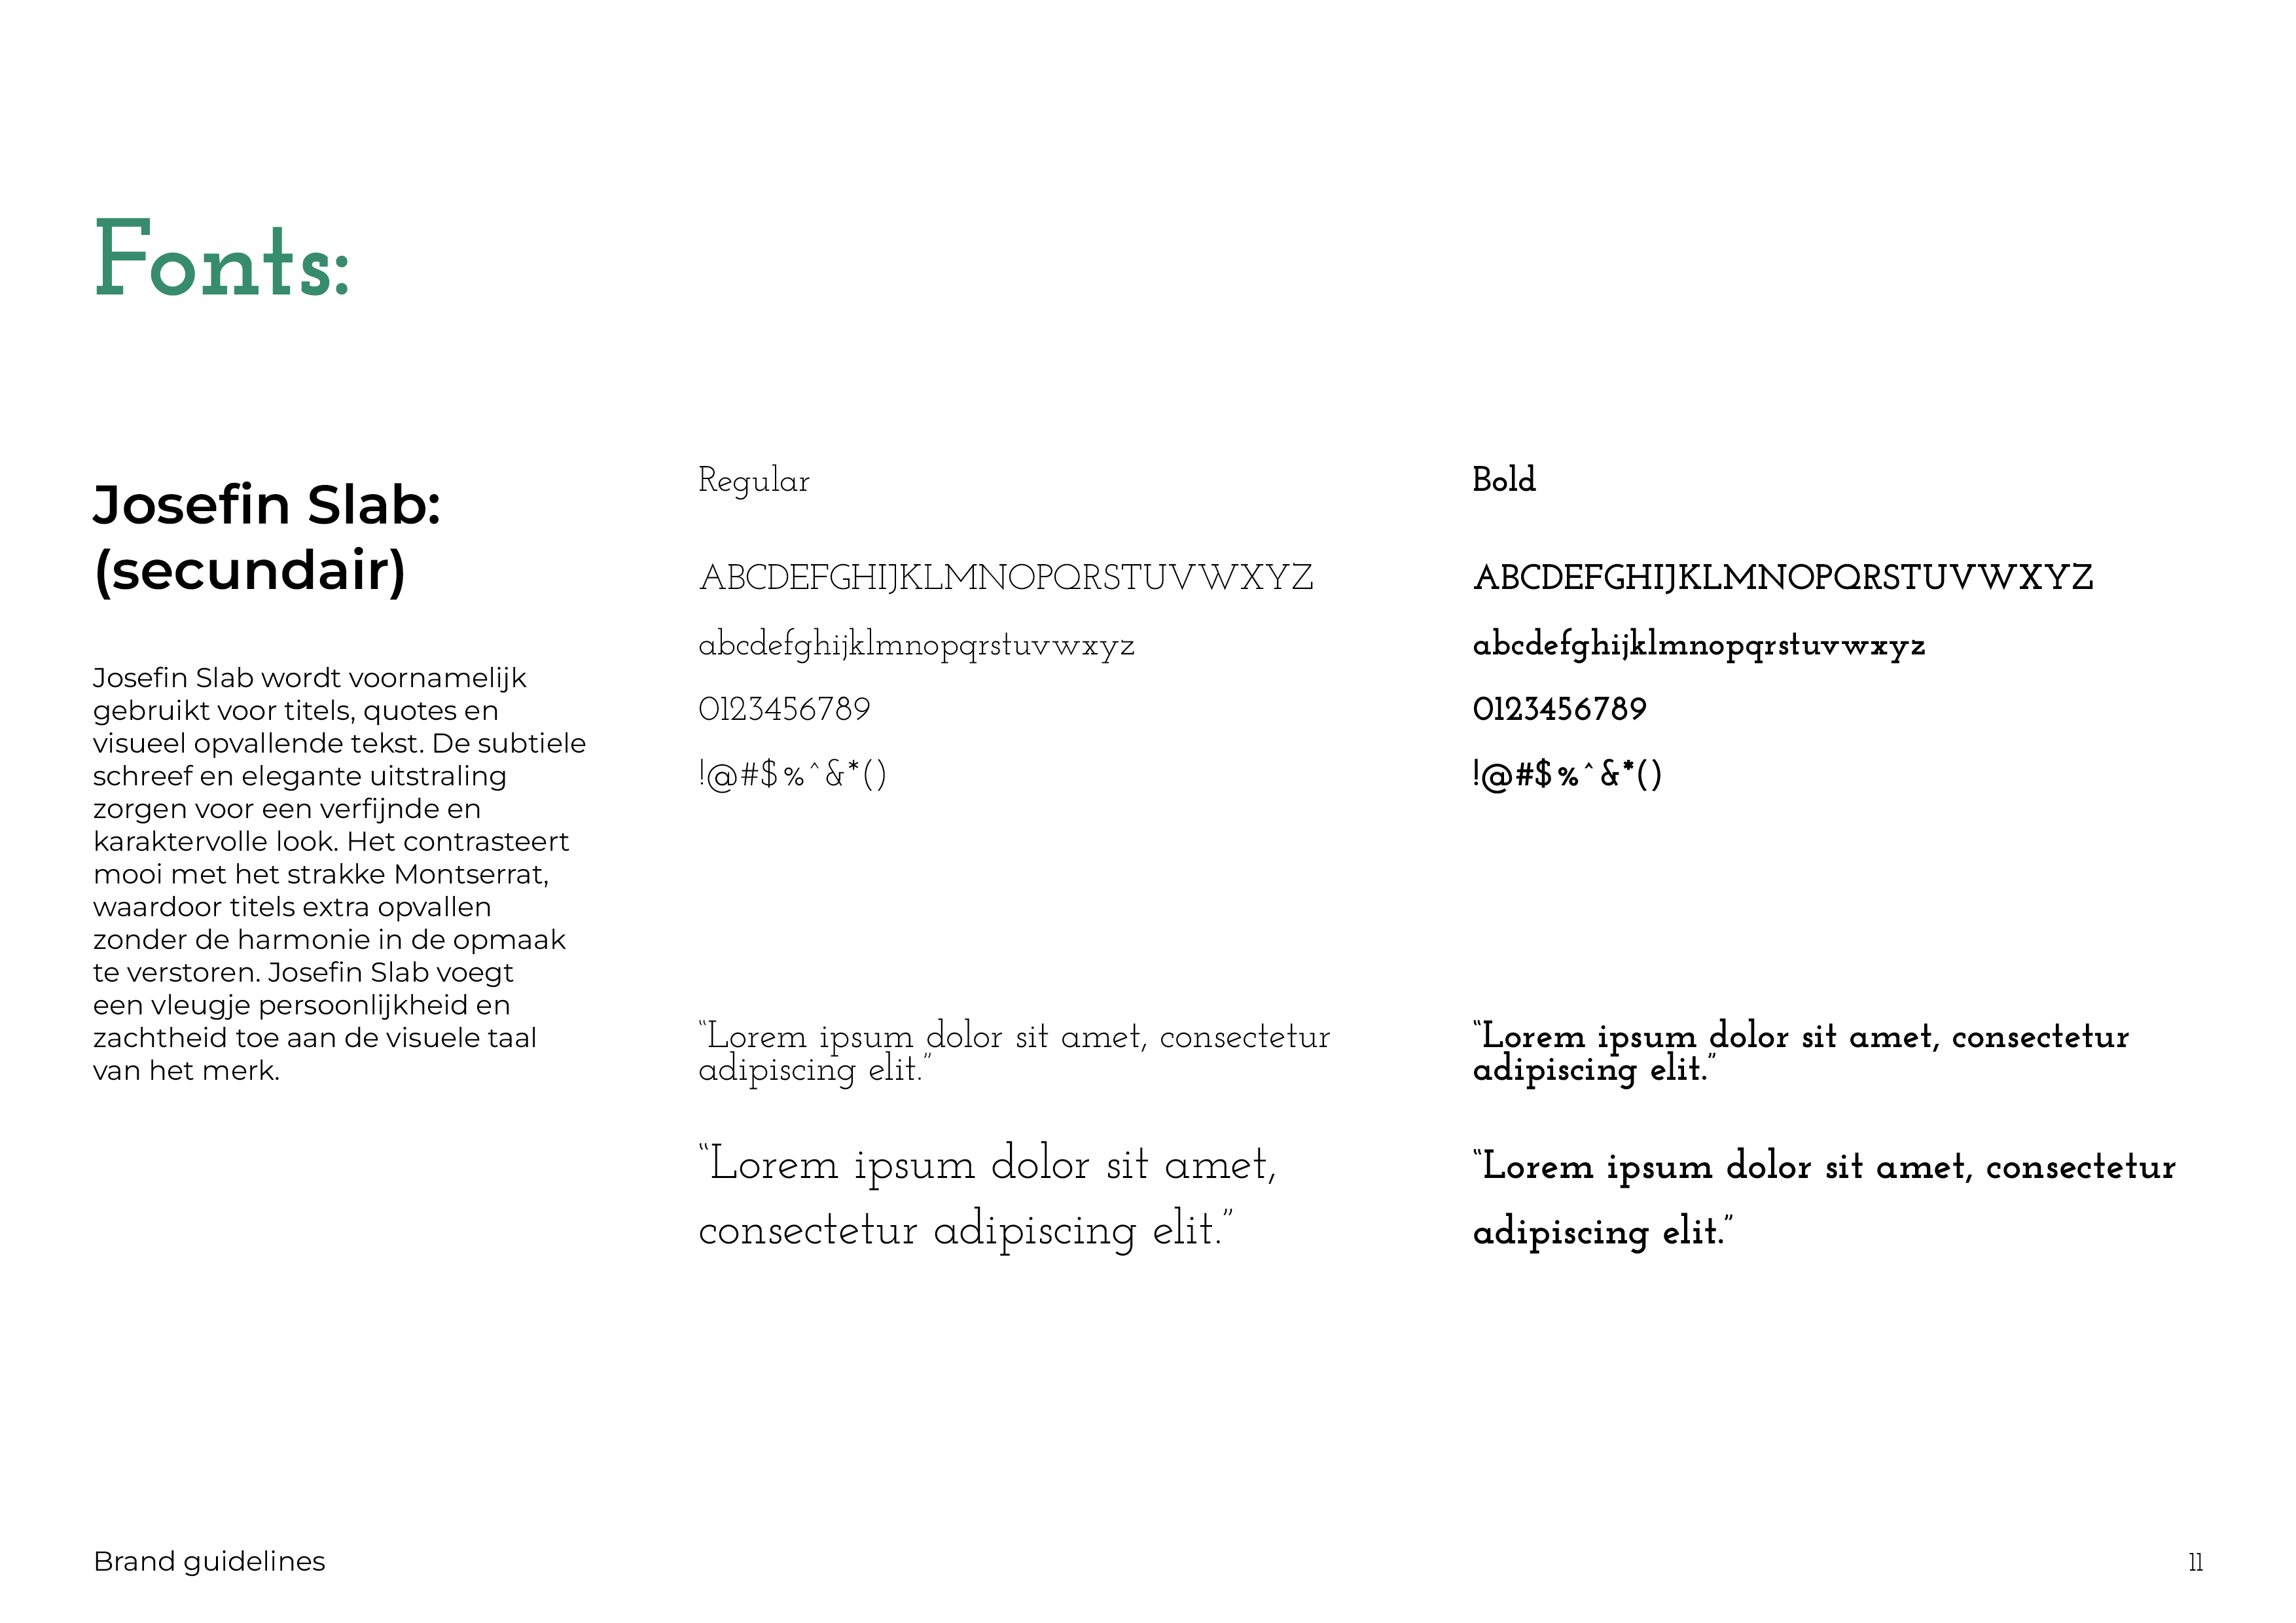 Fonts:
Josefin Slab:
(secundair)
Josefin Slab wordt voornamelijk
gebruikt voor titels, quotes en
visueel opvallende tekst. De subtiele
schreef en elegante uitstraling
zorgen voor een verfijnde en
karaktervolle look. Het contrasteert
mooi met het strakke Montserrat,
waardoor titels extra opvallen
zonder de harmonie in de opmaak
te verstoren. Josefin Slab voegt
een vleugje persoonlijkheid en
zachtheid toe aan de visuele taal
van het merk.
Regular
ABCDEFGHIJKLMNOPQRSTUVWXYZ
abcdefghijklmnopqrstuvwxyz
0123456789
!@#$%^&*()
“Lorem ipsum dolor sit amet, consectetur
adipiscing elit.”
“Lorem ipsum dolor sit amet,
consectetur adipiscing elit.”
Bold
ABCDEFGHIJKLMNOPQRSTUVWXYZ
abcdefghijklmnopqrstuvwxyz
0123456789
!@#$%^&*()
“Lorem ipsum dolor sit amet, consectetur
adipiscing elit.”
“Lorem ipsum dolor sit amet, consectetur
adipiscing elit.”
Brand guidelines
11